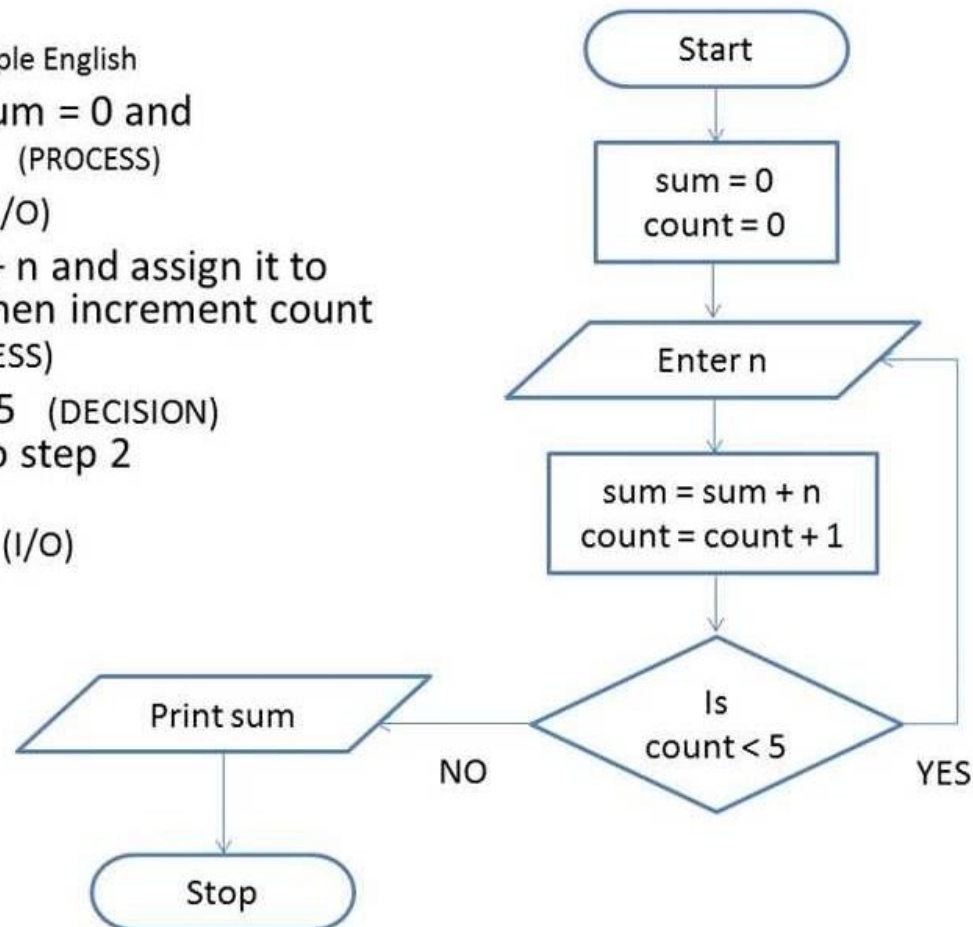 English
um = 0 and
(PROCESS)
/O)
n and assign it to
hen increment count
ESS)
5 (DECISION)
step 2
(I/O)
Start
sum = 0
count = 0
Enter n
sum = sum + n
count = count + 1
Is
count < 5
YES
NO
Print sum
Stop